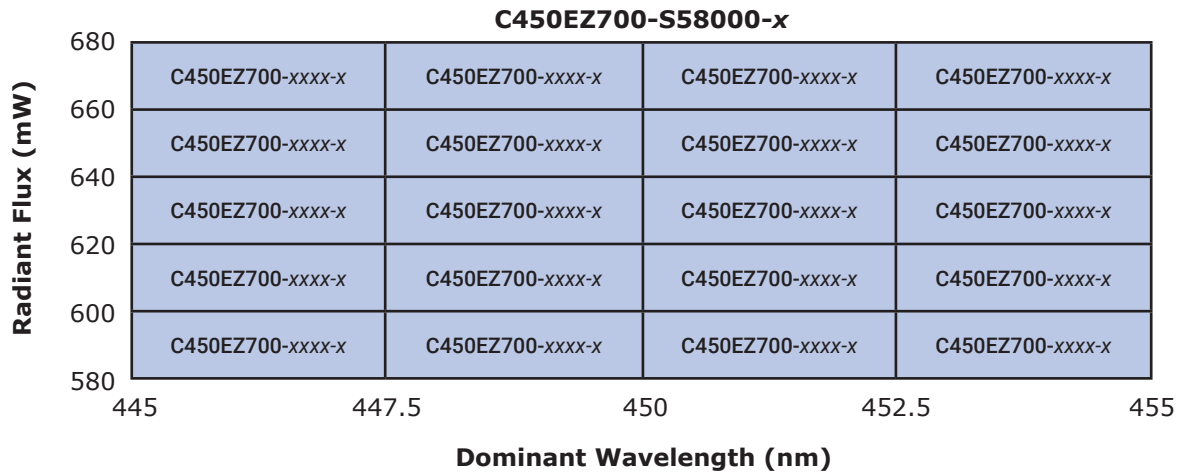 C450EZ700-S58000-x
Radiant Flux (mW)
680
C450EZ700-xxxx-x C450EZ700-xxxx-x C450EZ700-xxxx-x C450EZ700-xxxx-x
660
C450EZ700-xxxx-x C450EZ700-xxxx-x C450EZ700-xxxx-x C450EZ700-xxxx-x
640
C450EZ700-xxxx-x C450EZ700-xxxx-x C450EZ700-xxxx-x C450EZ700-xxxx-x
620
C450EZ700-xxxx-x C450EZ700-xxxx-x C450EZ700-xxxx-x C450EZ700-xxxx-x
600
C450EZ700-xxxx-x C450EZ700-xxxx-x C450EZ700-xxxx-x C450EZ700-xxxx-x
580
445 447.5 450 452.5 455
Dominant Wavelength (nm)